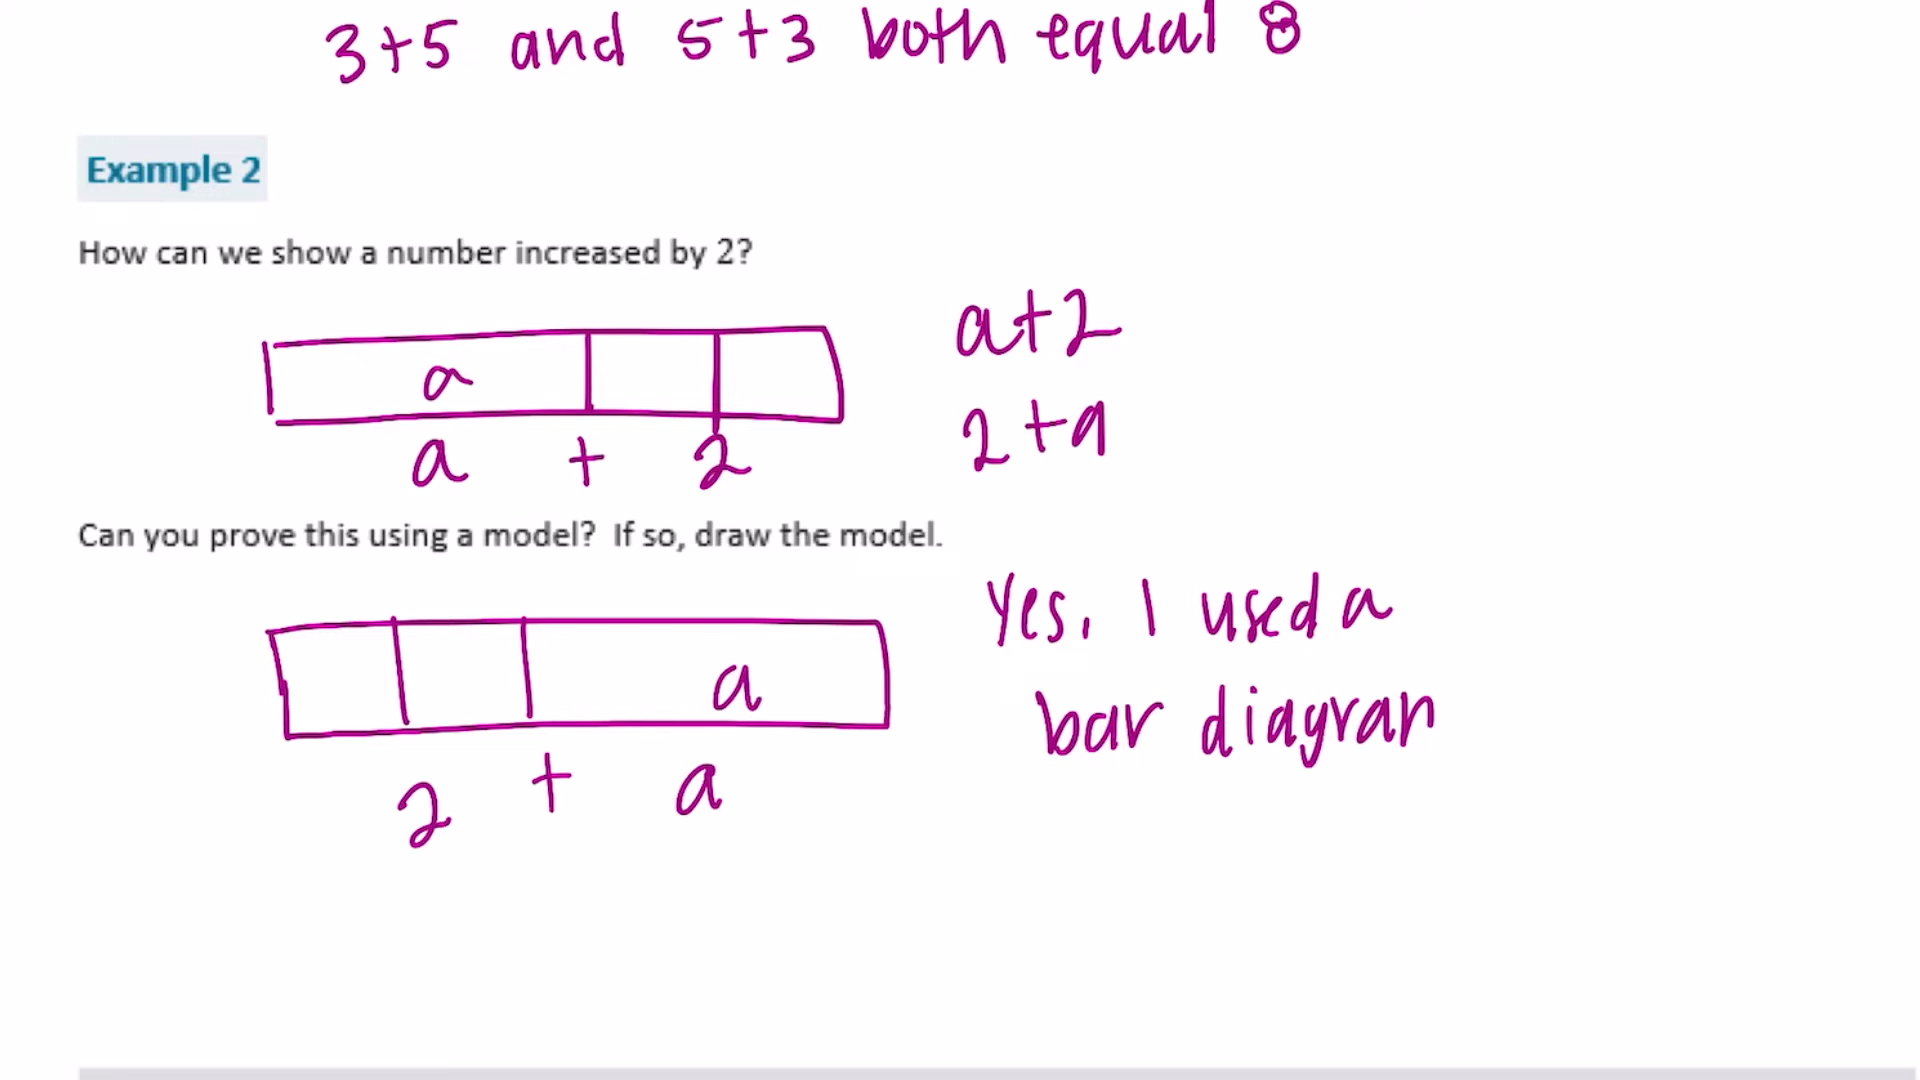 3+5 and 5+3 both equal 8
Example 2
How can we show a number increased by 2?
a
a + 2
a+2
2+a
Can you prove this using a model? If so, draw the model.
a
2 + a
Yes, I used a
bar diagran